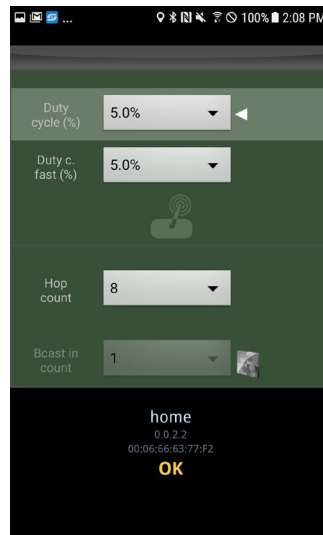 ... 100% 2:08 PM
Duty
cycle (%)
5.0%
Duty c.
fast (%)
5.0%
Hop
count
8
Bcast in
count
1
home
0.0.2.2
00:06:66:63:77:F2
OK